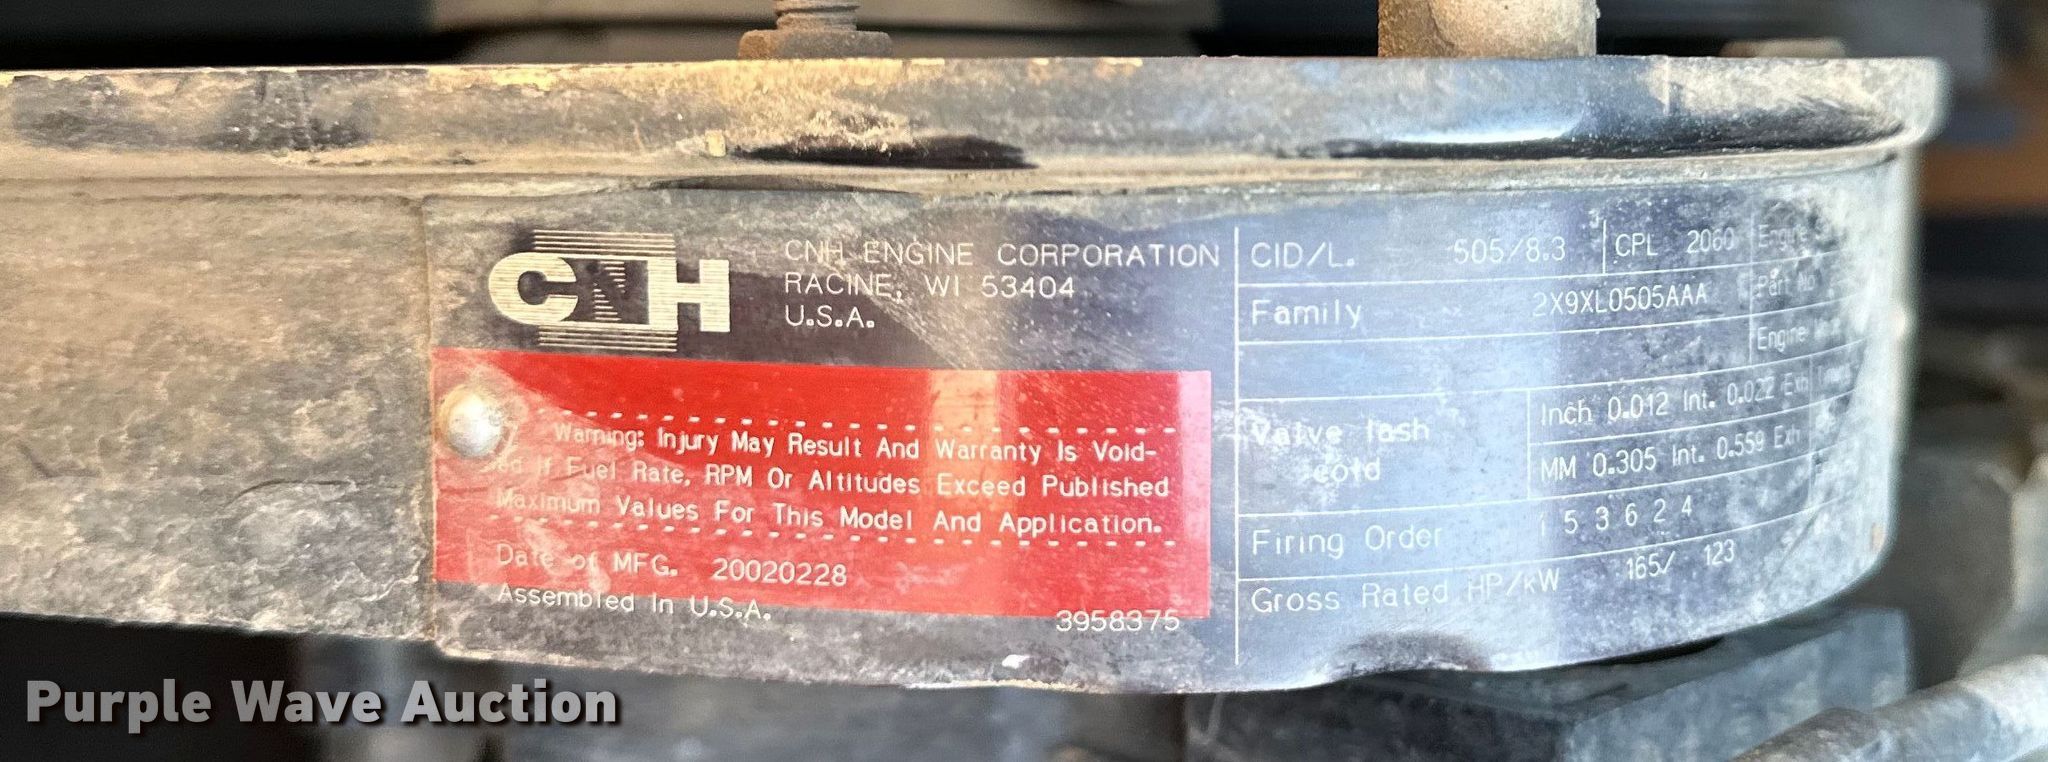 CNH
CNH ENGINE CORPORATION
RACINE, WI 53404
U.S.A.
Warning: Injury May Result And Warranty Is Void-
ed If Fuel Rate, RPM Or Altitudes Exceed Published
Maximum Values For This Model And Application.
Date of MFG. 20020228
Assembled In U.S.A.
3958375
CID/L. 505/8.3 CPL 2060 Engine
Family 2X9XL0505AAA Part No
Engine
Valve lash
cold
Inch 0.012 Int. 0.022 Exh
MM 0.305 Int. 0.559 Exh
Firing Order 1 5 3 6 2 4
Gross Rated HP/kW 165/ 123
Purple Wave Auction